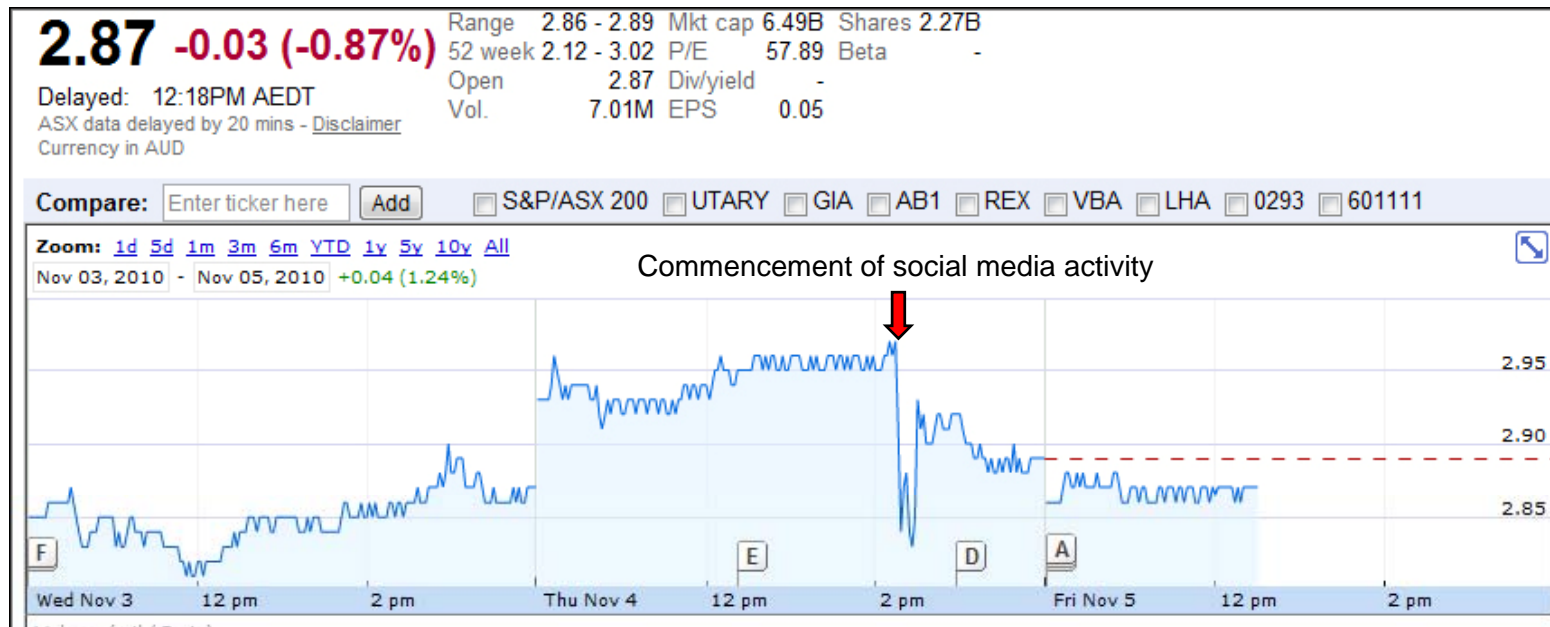 2.87 -0.03 (-0.87%)
Delayed: 12:18PM AEDT
ASX data delayed by 20 mins - Disclaimer
Currency in AUD
Range 2.86 - 2.89 Mkt cap 6.49B Shares 2.27B
52 week 2.12 - 3.02 P/E 57.89 Beta -
Open 2.87 Div/yield -
Vol. 7.01M EPS 0.05
Compare: Enter ticker here Add S&P/ASX 200 UTARY GIA AB1 REX VBA LHA 0293 601111
Zoom: 1d 5d 1m 3m 6m YTD 1y 5y 10y All
Nov 03, 2010 - Nov 05, 2010 +0.04 (1.24%)
Commencement of social media activity
2.95
2.90
2.85
F E D A
Wed Nov 3 12 pm 2 pm Thu Nov 4 12 pm 2 pm Fri Nov 5 12 pm 2 pm